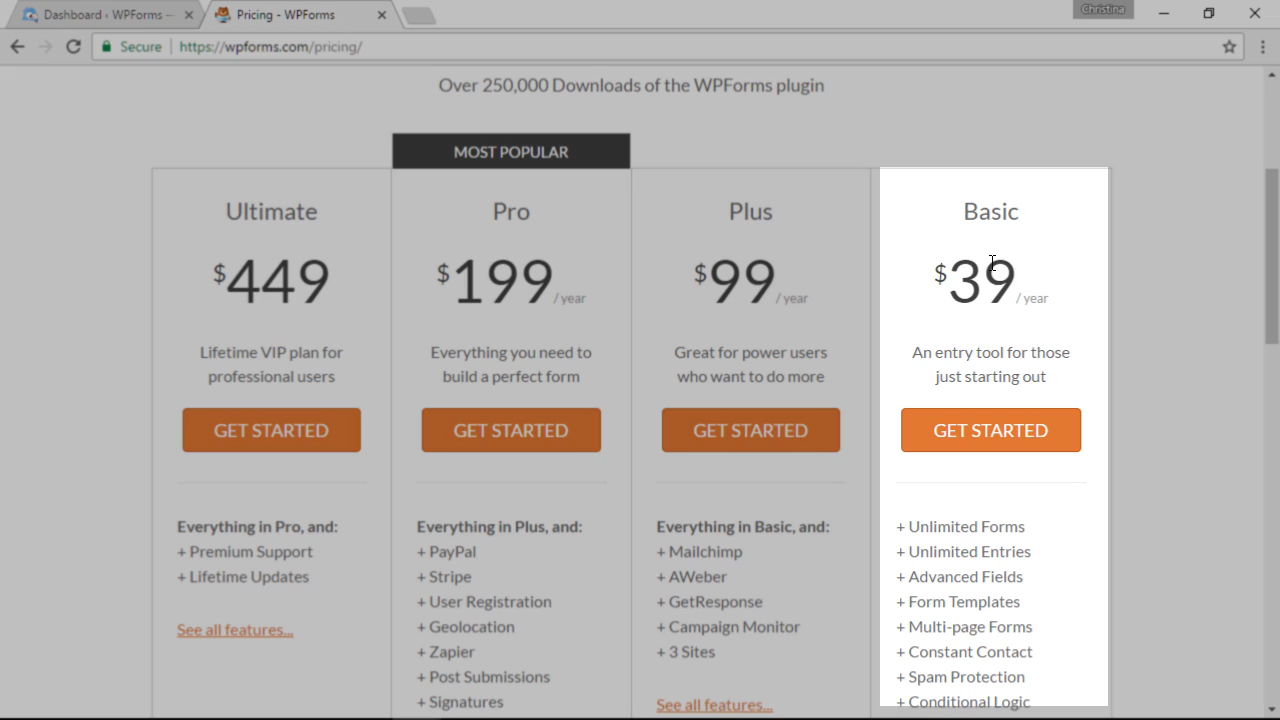 Dashboard ‹ WPForms —
Pricing - WPForms
Christina
Secure
https://wpforms.com/pricing/
Over 250,000 Downloads of the WPForms plugin
MOST POPULAR
Ultimate
$449
Lifetime VIP plan for
professional users
GET STARTED
Everything in Pro, and:
+ Premium Support
+ Lifetime Updates
See all features...
Pro
$199 / year
Everything you need to
build a perfect form
GET STARTED
Everything in Plus, and:
+ PayPal
+ Stripe
+ User Registration
+ Geolocation
+ Zapier
+ Post Submissions
+ Signatures
Plus
$99 / year
Great for power users
who want to do more
GET STARTED
Everything in Basic, and:
+ Mailchimp
+ AWeber
+ GetResponse
+ Campaign Monitor
+ 3 Sites
See all features...
Basic
$39 / year
An entry tool for those
just starting out
GET STARTED
+ Unlimited Forms
+ Unlimited Entries
+ Advanced Fields
+ Form Templates
+ Multi-page Forms
+ Constant Contact
+ Spam Protection
+ Conditional Logic